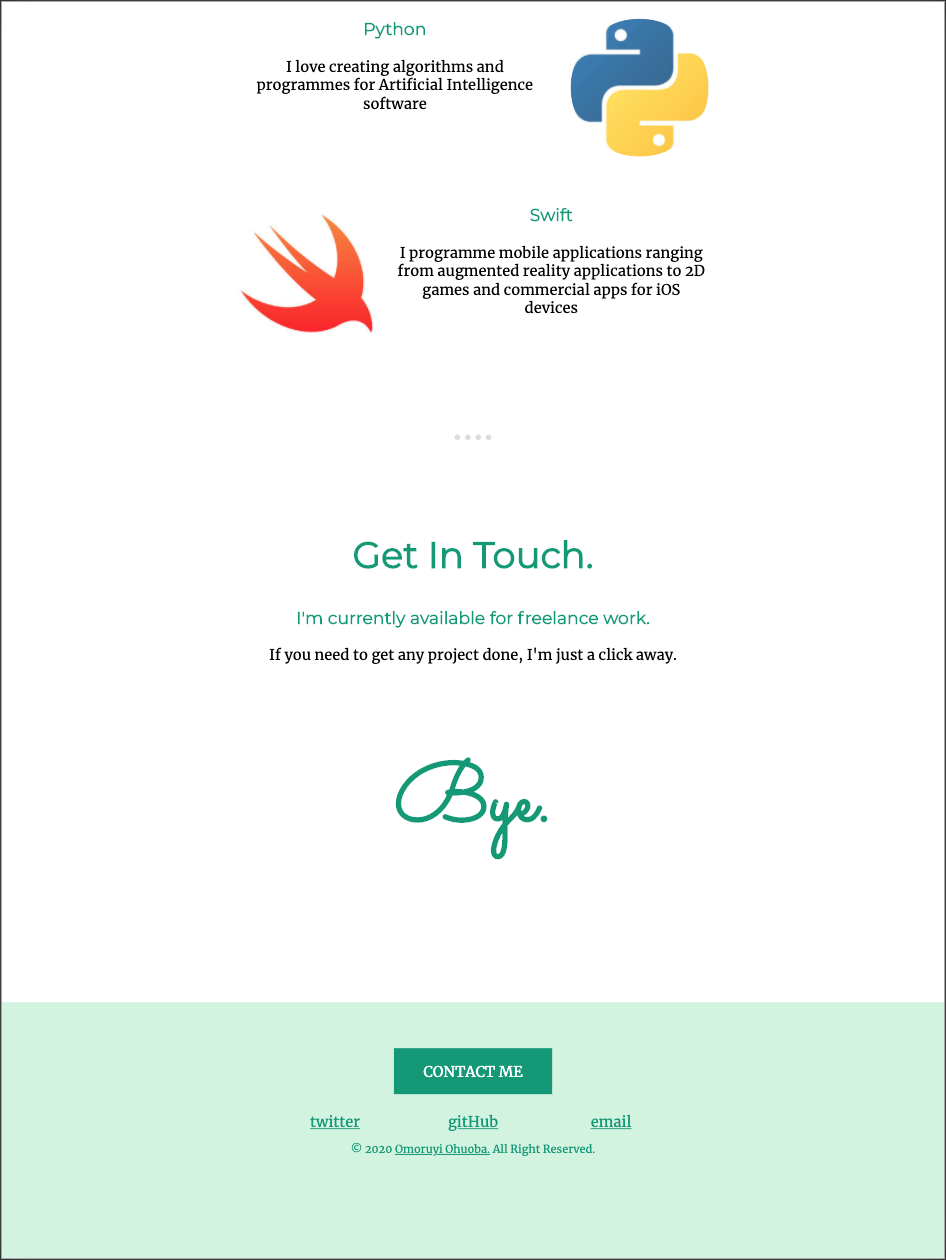 Python
I love creating algorithms and
programmes for Artificial Intelligence
software
Swift
I programme mobile applications ranging
from augmented reality applications to 2D
games and commercial apps for iOS
devices
Get In Touch.
I'm currently available for freelance work.
If you need to get any project done, I'm just a click away.
Bye.
CONTACT ME
twitter gitHub email
© 2020 Omoruyi Ohuoba. All Right Reserved.